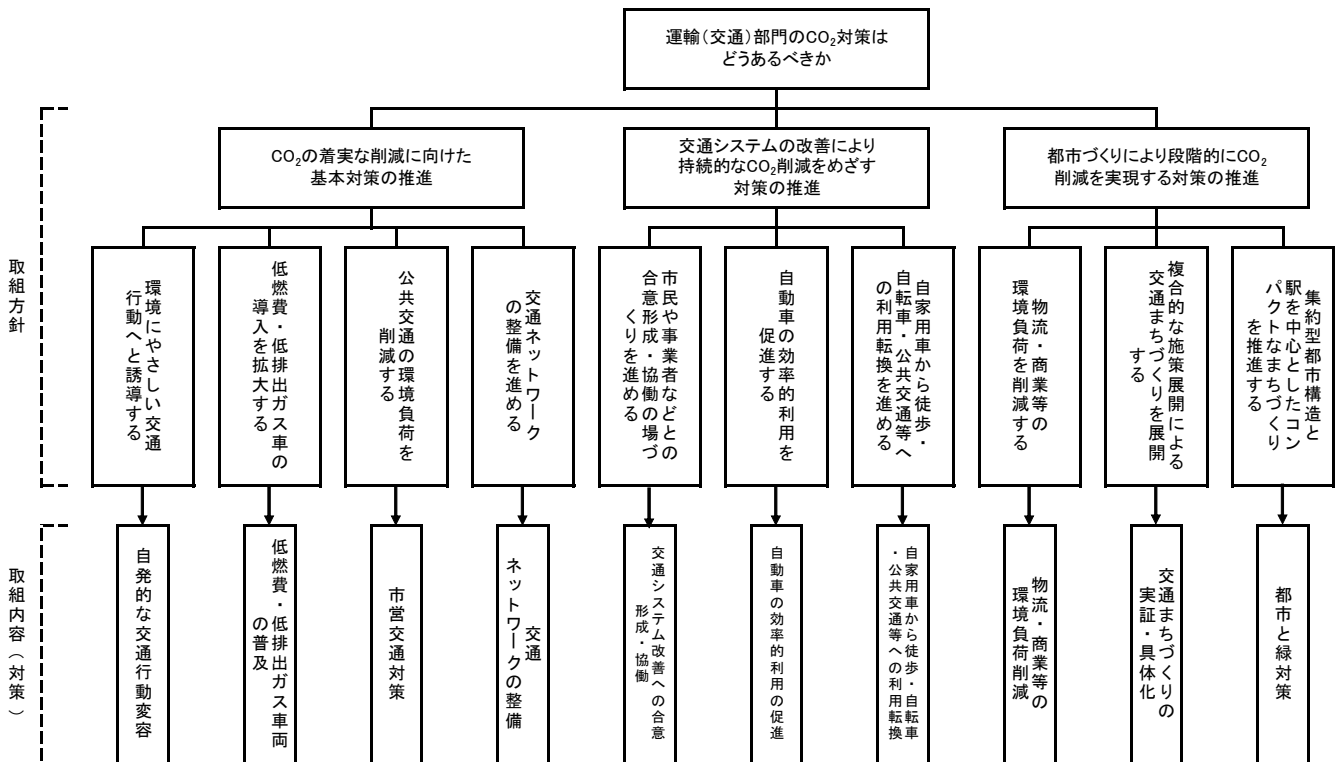 運輸（交通）部門のCO₂対策は
どうあるべきか
CO₂の着実な削減に向けた
基本対策の推進
交通システムの改善により
持続的なCO₂削減をめざす
対策の推進
都市づくりにより段階的にCO₂
削減を実現する対策の推進
取組方針
環境にやさしい交通
行動へと誘導する
低燃費・低排出ガス車の
導入を拡大する
公共交通の環境負荷を
削減する
交通ネットワーク
の整備を進める
市民や事業者などとの
合意形成・協働の場づ
くりを進める
自動車の効率的利用を
促進する
自家用車から徒歩・
自転車・公共交通等へ
の利用転換を進める
物流・商業等の
環境負荷を削減する
複合的な施策展開による
交通まちづくりを展開
する
集約型都市構造と
駅を中心としたコン
パクトなまちづくり
を推進する
取組内容（対策）
自発的な交通行動変容
低燃費・低排出ガス車両
の普及
市営交通対策
交通
ネットワークの整備
交通システム改善への合意
形成・協働
自動車の効率的利用の促進
自家用車から徒歩・自転車
・公共交通等への利用転換
物流・商業等の
環境負荷削減
交通まちづくりの
実証・具体化
都市と緑対策